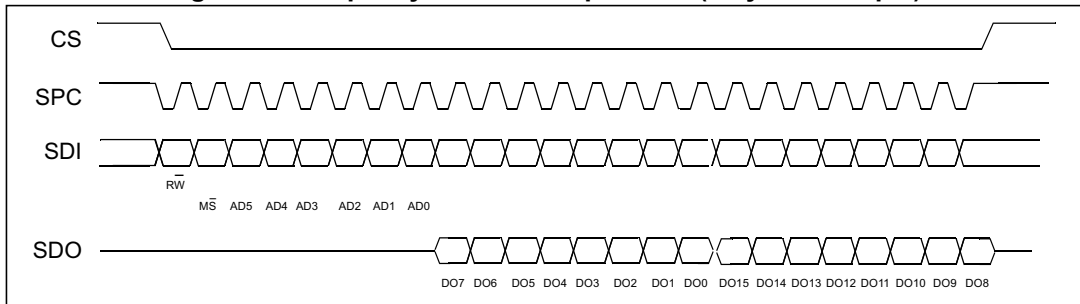 CS
SPC
SDI
RW̅
MS̅ AD5 AD4 AD3 AD2 AD1 AD0
SDO
DO7 DO6 DO5 DO4 DO3 DO2 DO1 DO0 DO15 DO14 DO13 DO12 DO11 DO10 DO9 DO8